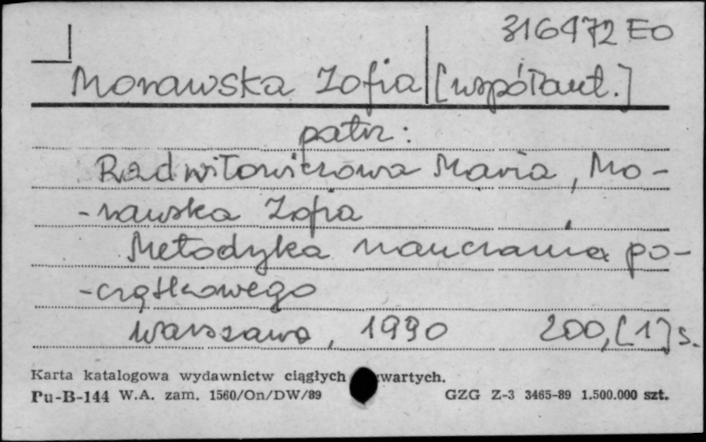 316472 EO
Morawska Zofia [współaut.]
patrz:
Radwiłowiczowa Maria, Mo-
-rawska Zofia
Metodyka nauczania po-
-czątkowego
Warszawa, 1990 200,[1]s.
Karta katalogowa wydawnictw ciągłych wartych.
Pu-B-144 W.A. zam. 1560/On/DW/89 GZG Z-3 3465-89 1.500.000 szt.